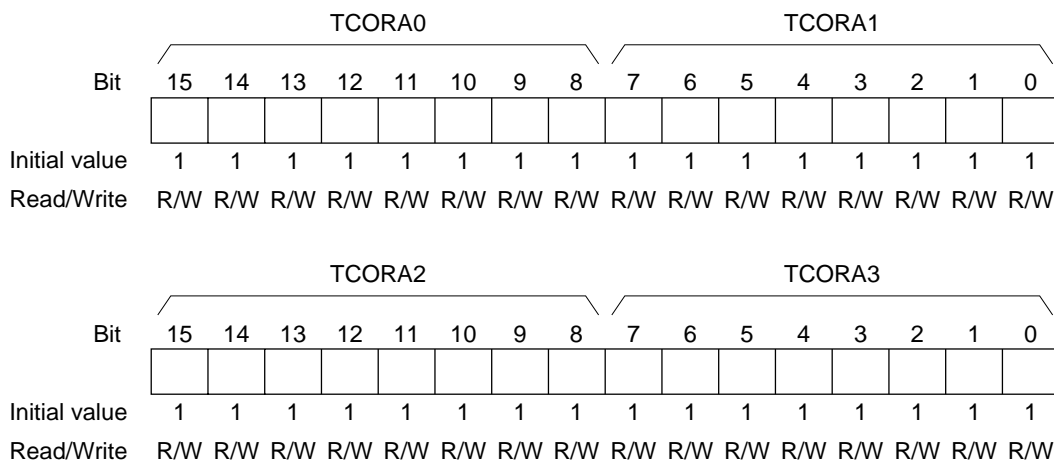 TCORA0 TCORA1
Bit 15 14 13 12 11 10 9 8 7 6 5 4 3 2 1 0
Initial value 1 1 1 1 1 1 1 1 1 1 1 1 1 1 1 1
Read/Write R/W R/W R/W R/W R/W R/W R/W R/W R/W R/W R/W R/W R/W R/W R/W R/W
TCORA2 TCORA3
Bit 15 14 13 12 11 10 9 8 7 6 5 4 3 2 1 0
Initial value 1 1 1 1 1 1 1 1 1 1 1 1 1 1 1 1
Read/Write R/W R/W R/W R/W R/W R/W R/W R/W R/W R/W R/W R/W R/W R/W R/W R/W